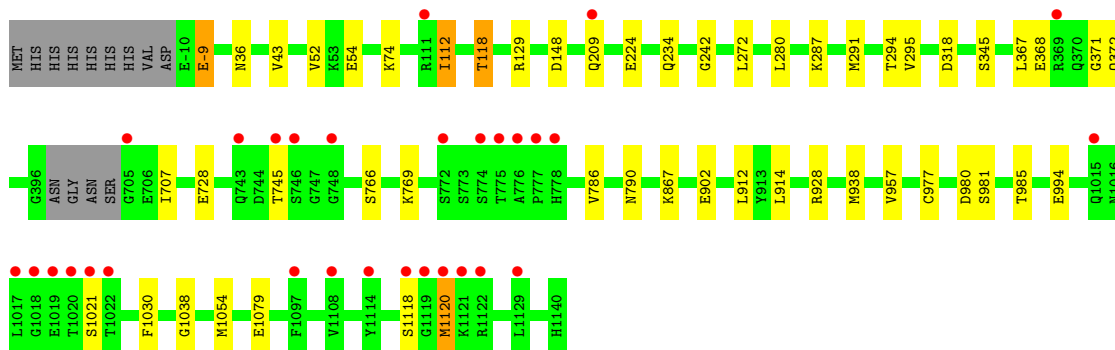 MET HIS HIS HIS HIS HIS HIS VAL ASP E-10 E-9 N36 V43 V52 K53 E54 K74 R111 I112 T118 R129 D148 Q209 E224 Q234 G242 L272 L280 K287 M291 T294 V295 D318 S345 L367 E368 R369 Q370 G371
G396 ASN GLY ASN SER G705 E706 I707 E728 Q743 D744 T745 S746 G747 G748 S766 K769 S772 S773 S774 T775 A776 P777 H778 V786 N790 K867 E902 L912 Y913 L914 R928 M938 V957 C977 D980 S981 T985 E994 Q1015
L1017 G1018 E1019 T1020 S1021 T1022 F1030 G1038 M1054 E1079 F1097 V1108 Y1114 S1118 G1119 M1120 K1121 R1122 L1129 H1140